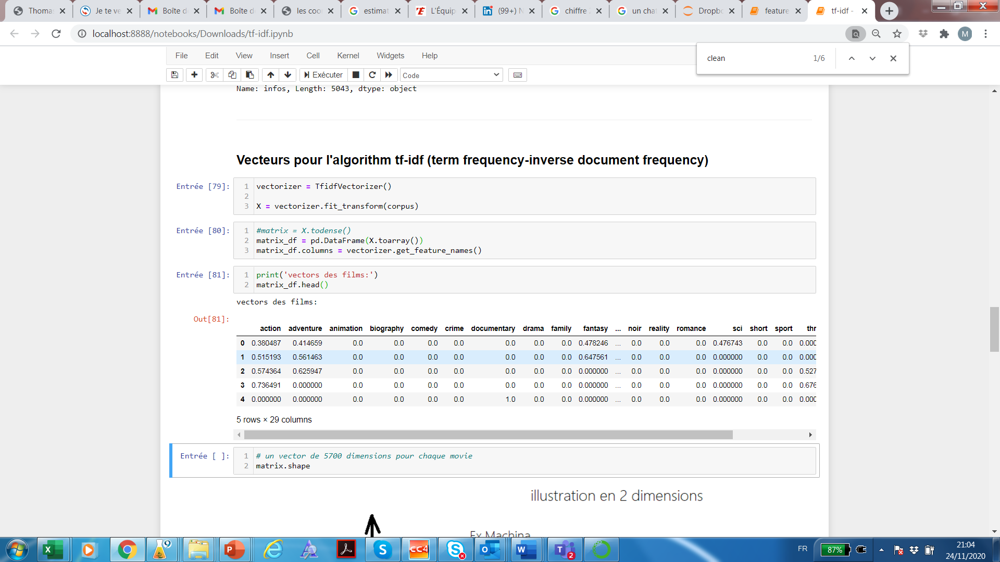 Thoma
Je te ve
Boîte d
Boîte d
les coo
estimat
L'Équip
(99+) N
chiffre
un chat
Dropbo
feature
tf-idf -
localhost:8888/notebooks/Downloads/tf-idf.ipynb
M
clean 1/6
File Edit View Insert Cell Kernel Widgets Help
Exécuter Code
Name: infos, Length: 5043, dtype: object
Vecteurs pour l'algorithm tf-idf (term frequency-inverse document frequency)
Entrée [79]:
1 vectorizer = TfidfVectorizer()
2
3 X = vectorizer.fit_transform(corpus)
Entrée [80]:
1 #matrix = X.todense()
2 matrix_df = pd.DataFrame(X.toarray())
3 matrix_df.columns = vectorizer.get_feature_names()
Entrée [81]:
1 print('vectors des films:')
2 matrix_df.head()
vectors des films:
Out[81]:
action adventure animation biography comedy crime documentary drama family fantasy ... noir reality romance sci short sport thr
0 0.380487 0.414659 0.0 0.0 0.0 0.0 0.0 0.0 0.0 0.478246 ... 0.0 0.0 0.0 0.476743 0.0 0.0 0.000
1 0.515193 0.561463 0.0 0.0 0.0 0.0 0.0 0.0 0.0 0.647561 ... 0.0 0.0 0.0 0.000000 0.0 0.0 0.000
2 0.574364 0.625947 0.0 0.0 0.0 0.0 0.0 0.0 0.0 0.000000 ... 0.0 0.0 0.0 0.000000 0.0 0.0 0.527
3 0.736491 0.000000 0.0 0.0 0.0 0.0 0.0 0.0 0.0 0.000000 ... 0.0 0.0 0.0 0.000000 0.0 0.0 0.676
4 0.000000 0.000000 0.0 0.0 0.0 0.0 1.0 0.0 0.0 0.000000 ... 0.0 0.0 0.0 0.000000 0.0 0.0 0.000
5 rows × 29 columns
Entrée [ ]:
1 # un vector de 5700 dimensions pour chaque movie
2 matrix.shape
illustration en 2 dimensions
Ex Machina
CC4
FR
87%
21:04
24/11/2020